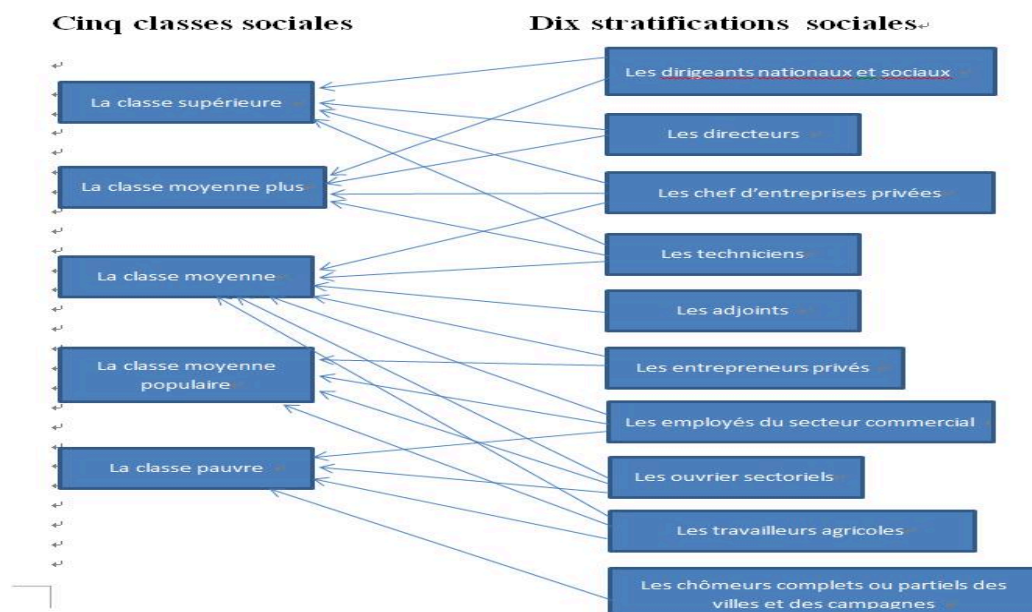 Cinq classes sociales
Dix stratifications sociales
La classe supérieure
La classe moyenne plus
La classe moyenne
La classe moyenne
populaire
La classe pauvre
Les dirigeants nationaux et sociaux
Les directeurs
Les chef d'entreprises privées
Les techniciens
Les adjoints
Les entrepreneurs privés
Les employés du secteur commercial
Les ouvrier sectoriels
Les travailleurs agricoles
Les chômeurs complets ou partiels des
villes et des campagnes